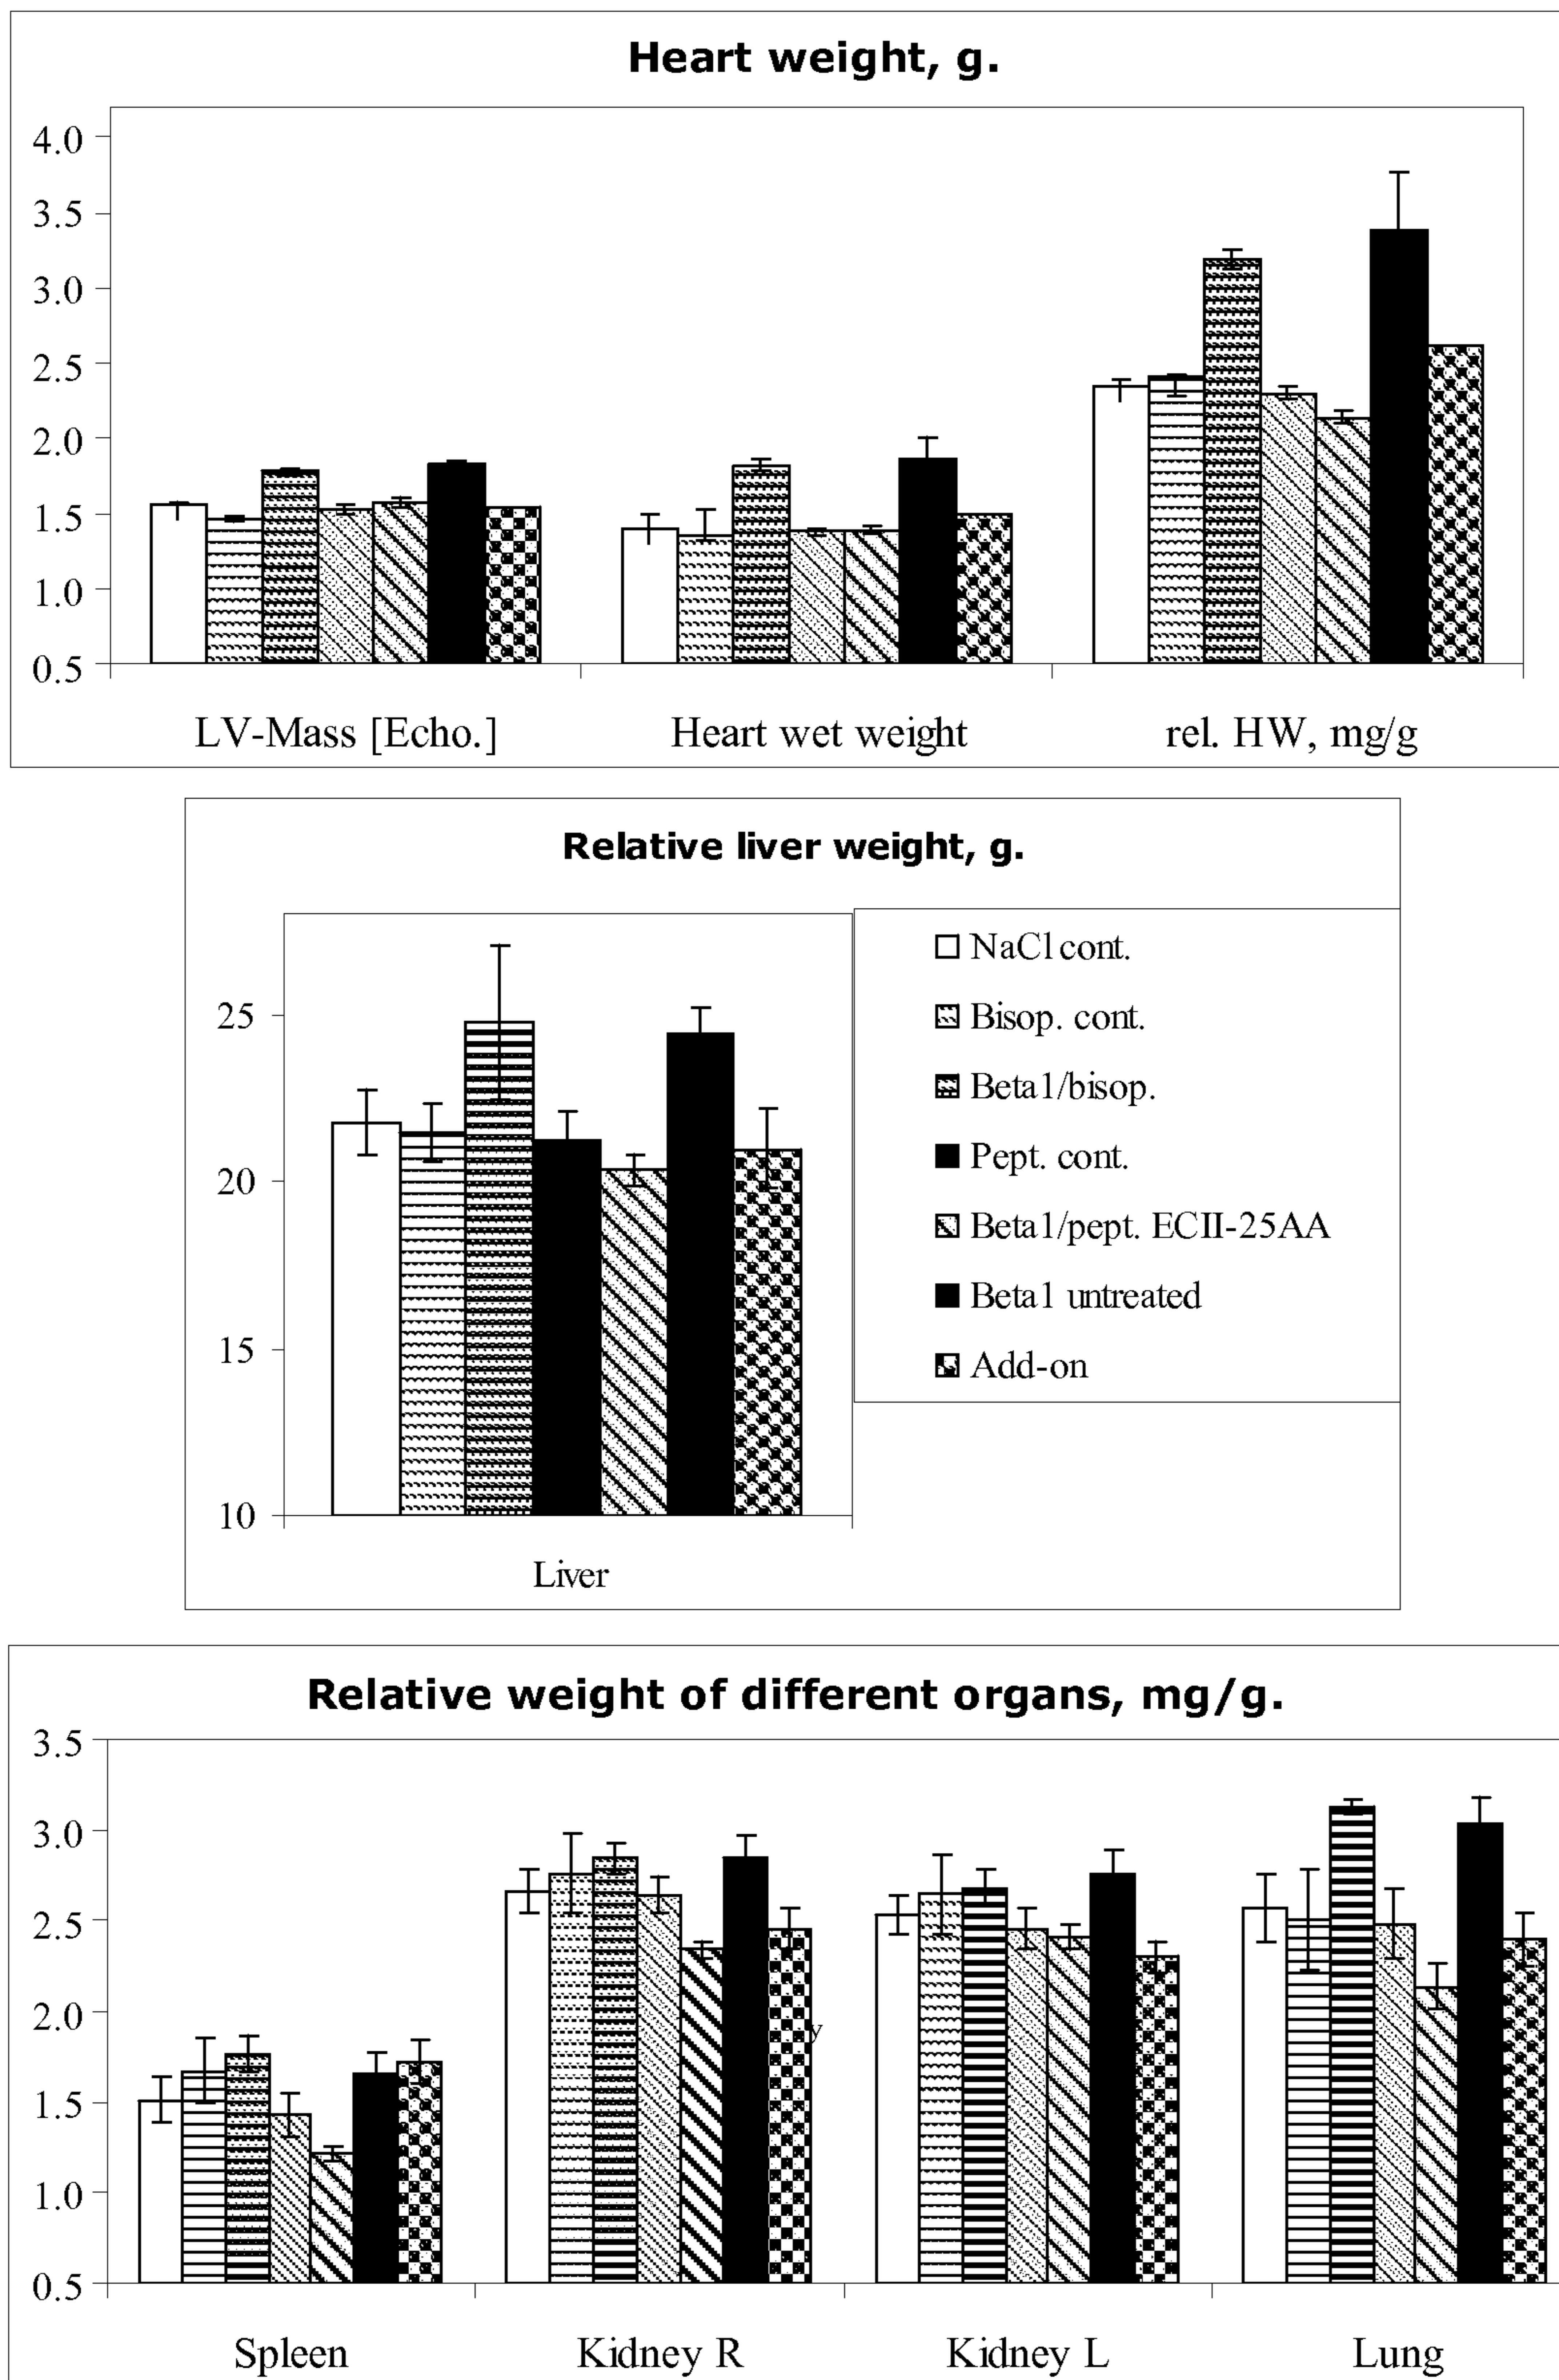 Heart weight, g.
4.0
3.5
3.0
2.5
2.0
1.5
1.0
0.5
LV-Mass [Echo.] Heart wet weight rel. HW, mg/g
Relative liver weight, g.
25
20
15
10
Liver
NaCl cont.
Bisop. cont.
Beta1/bisop.
Pept. cont.
Beta1/pept. ECII-25AA
Beta1 untreated
Add-on
Relative weight of different organs, mg/g.
3.5
3.0
2.5
2.0
1.5
1.0
0.5
y
Spleen Kidney R Kidney L Lung